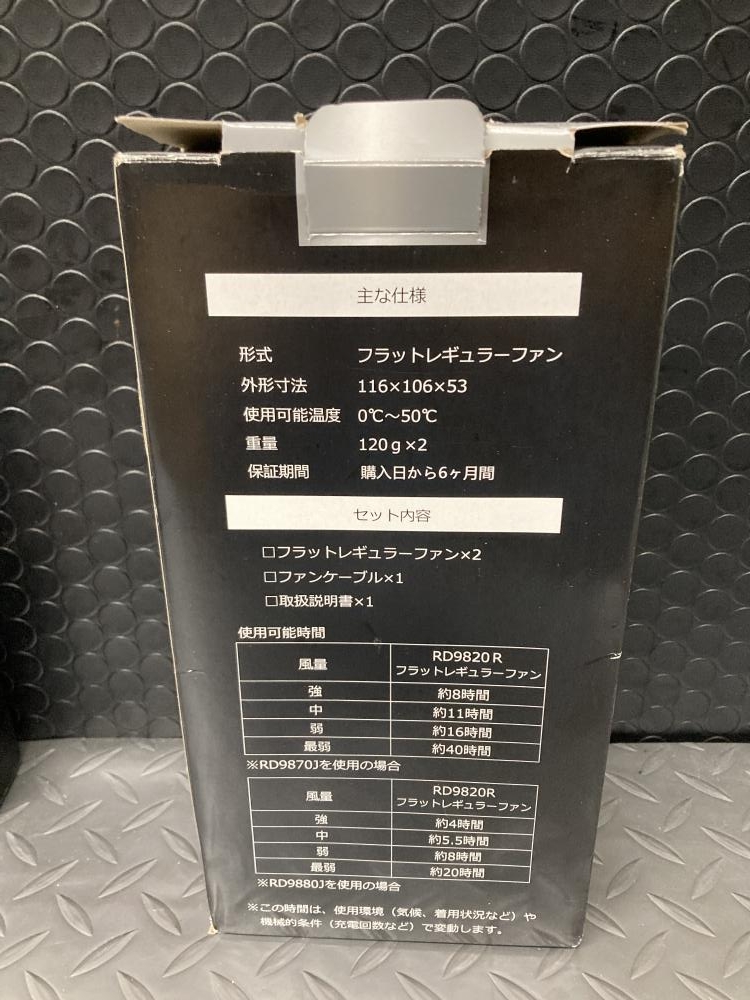 主な仕様
形式 フラットレギュラーファン
外形寸法 116×106×53
使用可能温度 0℃～50℃
重量 120ｇ×2
保証期間 購入日から6ヶ月間
セット内容
□フラットレギュラーファン×2
□ファンケーブル×1
□取扱説明書×1
使用可能時間
風量 RD9820Ｒ
フラットレギュラーファン
強 約8時間
中 約11時間
弱 約16時間
最弱 約40時間
※RD9870Jを使用の場合
風量 RD9820R
フラットレギュラーファン
強 約4時間
中 約5.5時間
弱 約8時間
最弱 約20時間
※RD9880Jを使用の場合
※この時間は、使用環境（気候、着用状況など）や
機械的条件（充電回数など）で変動します。